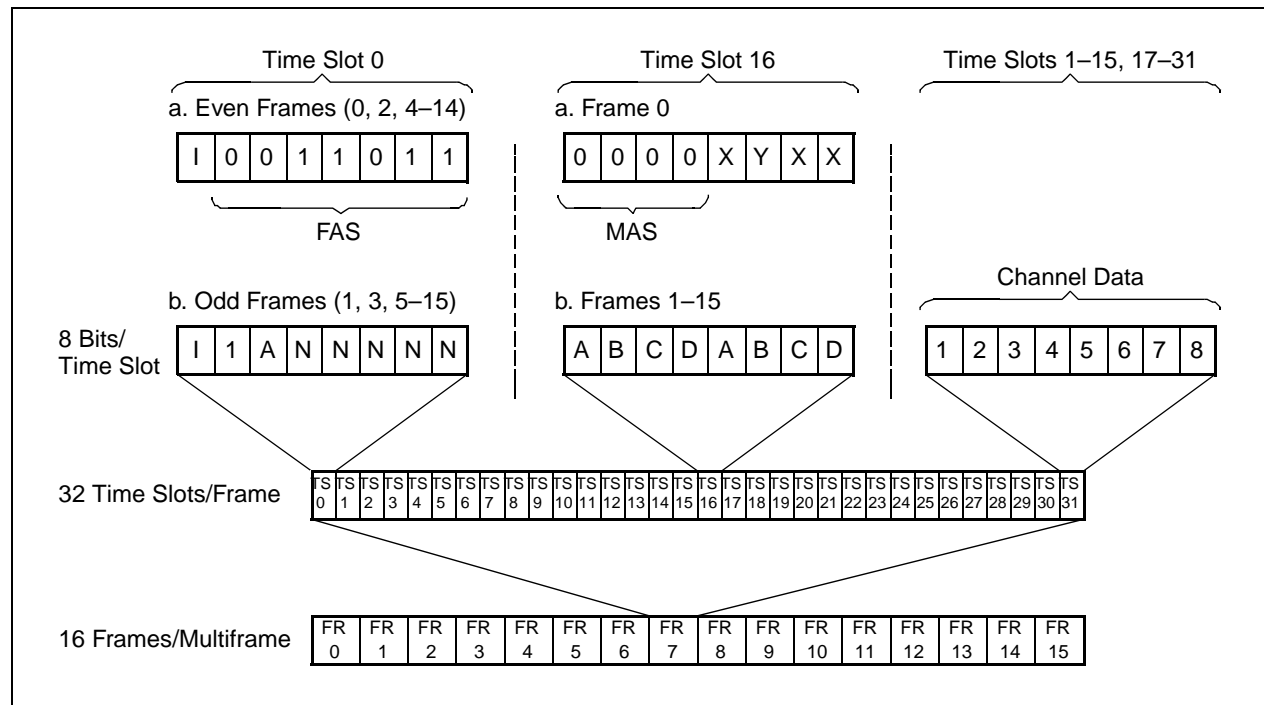 Time Slot 0 Time Slot 16 Time Slots 1–15, 17–31
a. Even Frames (0, 2, 4–14) a. Frame 0
I 0 0 1 1 0 1 1 0 0 0 0 X Y X X
FAS MAS
Channel Data
b. Odd Frames (1, 3, 5–15) b. Frames 1–15
8 Bits/
Time Slot
I 1 A N N N N N A B C D A B C D 1 2 3 4 5 6 7 8
32 Time Slots/Frame
TS TS TS TS TS TS TS TS TS TS TS TS TS TS TS TS TS TS TS TS TS TS TS TS TS TS TS TS TS TS TS TS
0 1 2 3 4 5 6 7 8 9 10 11 12 13 14 15 16 17 18 19 20 21 22 23 24 25 26 27 28 29 30 31
16 Frames/Multiframe
FR FR FR FR FR FR FR FR FR FR FR FR FR FR FR FR
0 1 2 3 4 5 6 7 8 9 10 11 12 13 14 15